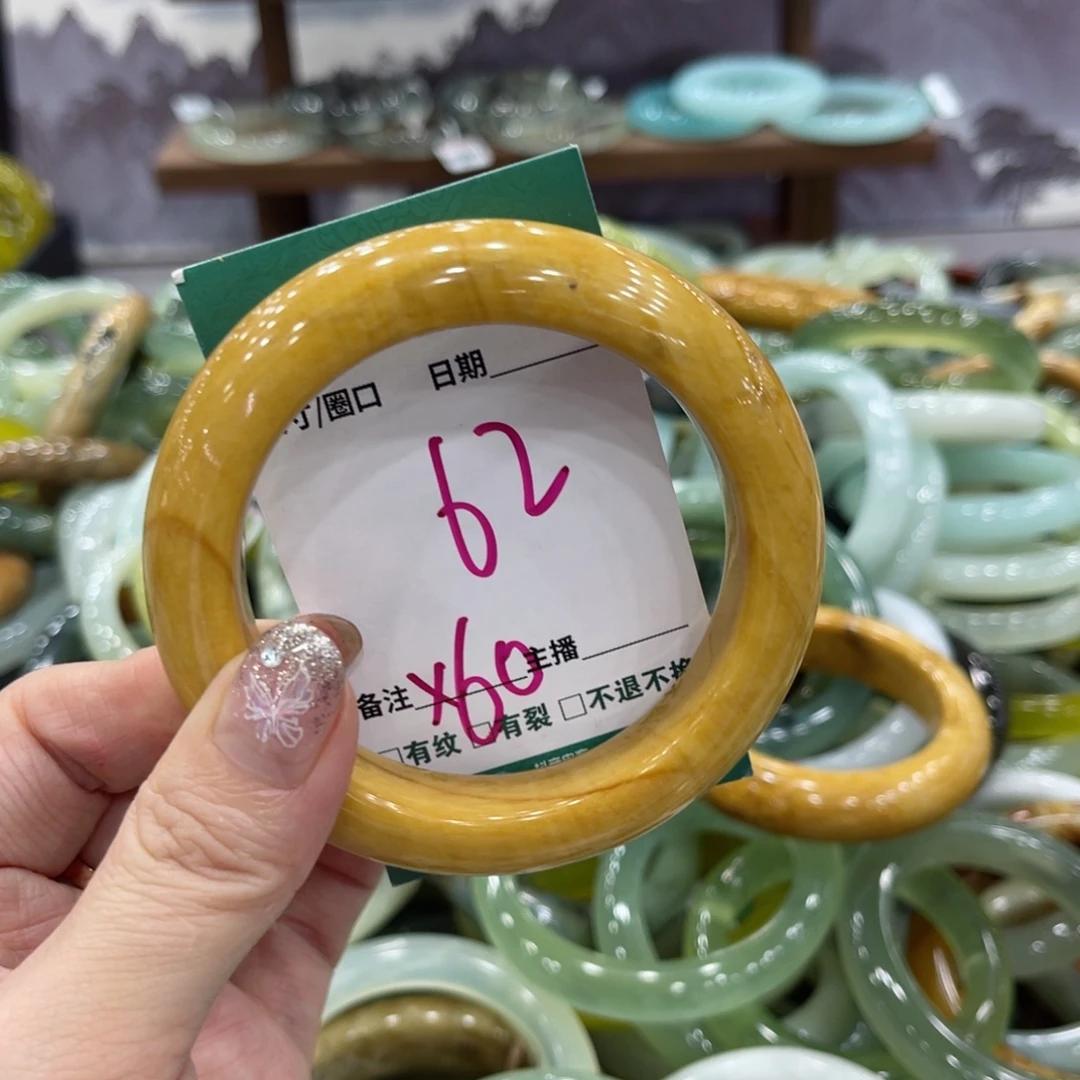 日期
寸/圈口
62
备注 x60 主播
□有纹 □有裂 □不退不换